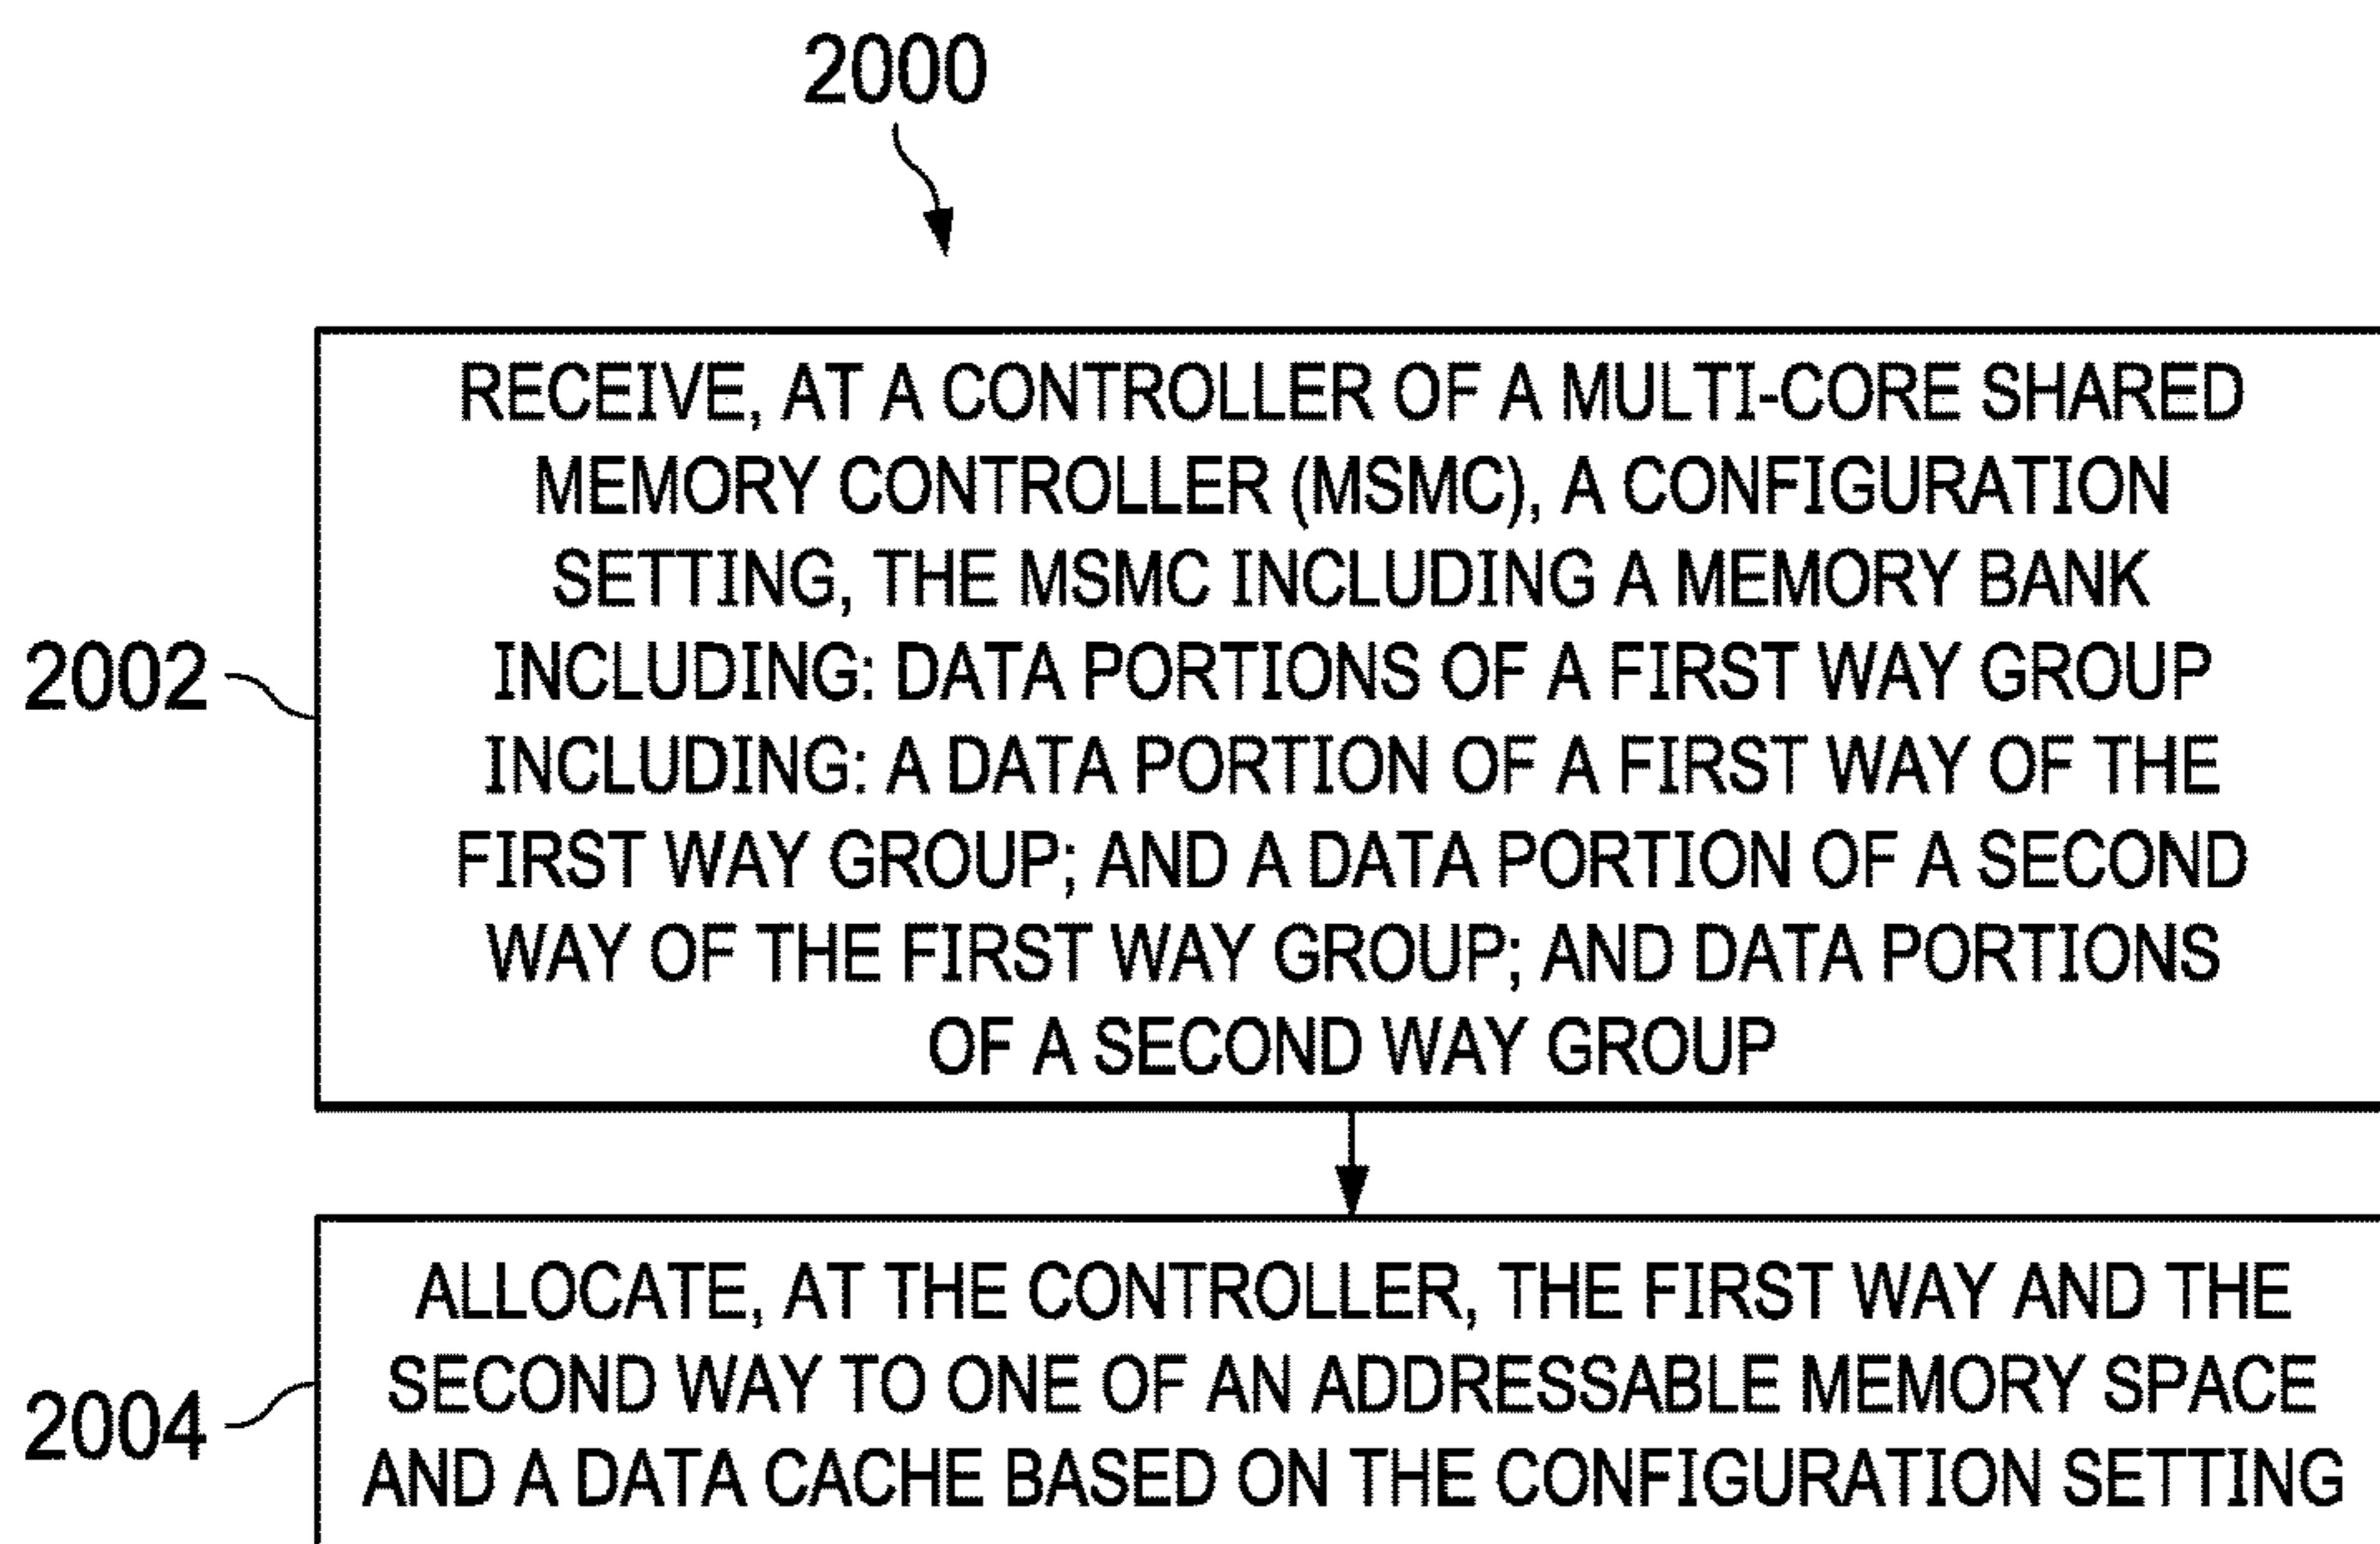 2000
RECEIVE, AT A CONTROLLER OF A MULTI-CORE SHARED
MEMORY CONTROLLER (MSMC), A CONFIGURATION
SETTING, THE MSMC INCLUDING A MEMORY BANK
INCLUDING: DATA PORTIONS OF A FIRST WAY GROUP
INCLUDING: A DATA PORTION OF A FIRST WAY OF THE
FIRST WAY GROUP; AND A DATA PORTION OF A SECOND
WAY OF THE FIRST WAY GROUP; AND DATA PORTIONS
OF A SECOND WAY GROUP
2002
ALLOCATE, AT THE CONTROLLER, THE FIRST WAY AND THE
SECOND WAY TO ONE OF AN ADDRESSABLE MEMORY SPACE
AND A DATA CACHE BASED ON THE CONFIGURATION SETTING
2004